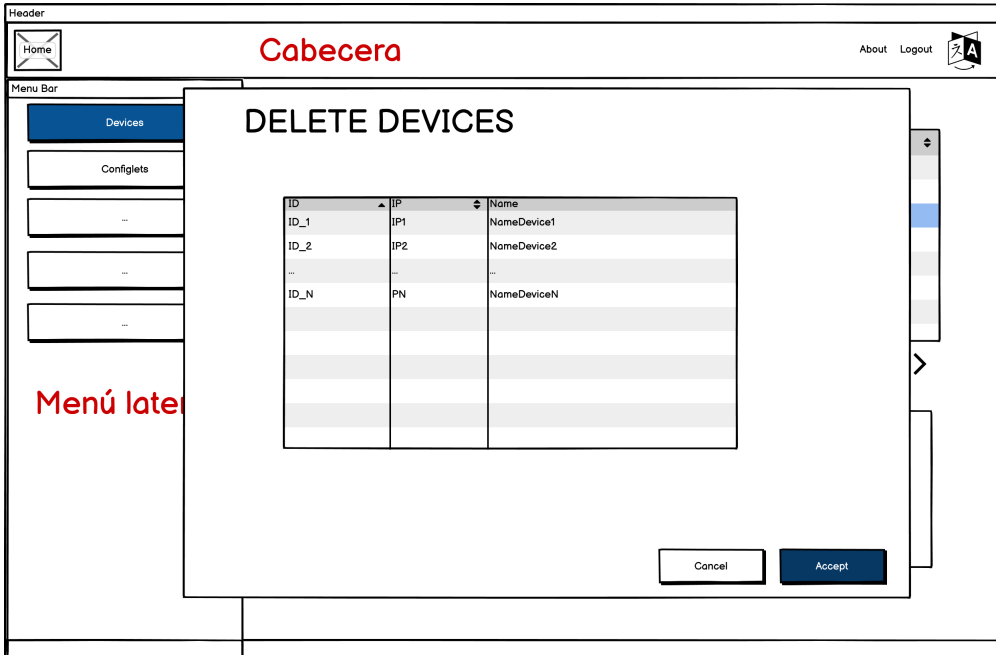 Header
Home
Cabecera
About Logout
Menu Bar
Devices
Configlets
...
...
...
Menú later
DELETE DEVICES
ID IP Name
ID_1 IP1 NameDevice1
ID_2 IP2 NameDevice2
... ... ...
ID_N PN NameDeviceN
Cancel Accept